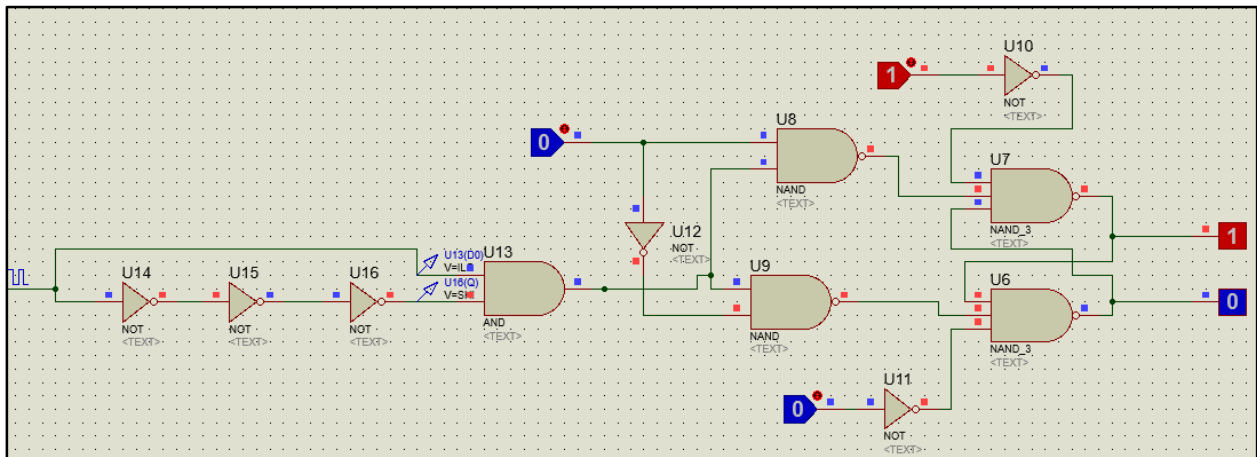 U10
1
NOT
<TEXT>
U8
0
NAND
<TEXT>
U7
NAND_3
<TEXT>
U12
NOT
<TEXT>
1
U13(D0)
U13
U14
U15
U16
U16(Q)
AND
<TEXT>
NOT
<TEXT>
NOT
<TEXT>
NOT
<TEXT>
U9
NAND
<TEXT>
U6
0
NAND_3
<TEXT>
U11
0
NOT
<TEXT>